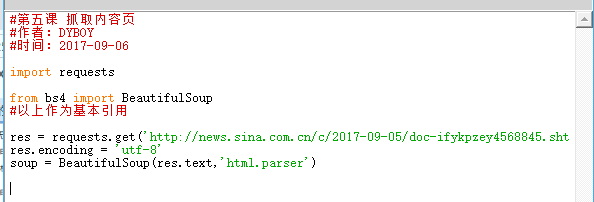 #第五课 抓取内容页
#作者：DYBOY
#时间：2017-09-06
import requests
from bs4 import BeautifulSoup
#以上作为基本引用
res = requests.get('http://news.sina.com.cn/c/2017-09-05/doc-ifykpzey4568845.sht
res.encoding = 'utf-8'
soup = BeautifulSoup(res.text,'html.parser')